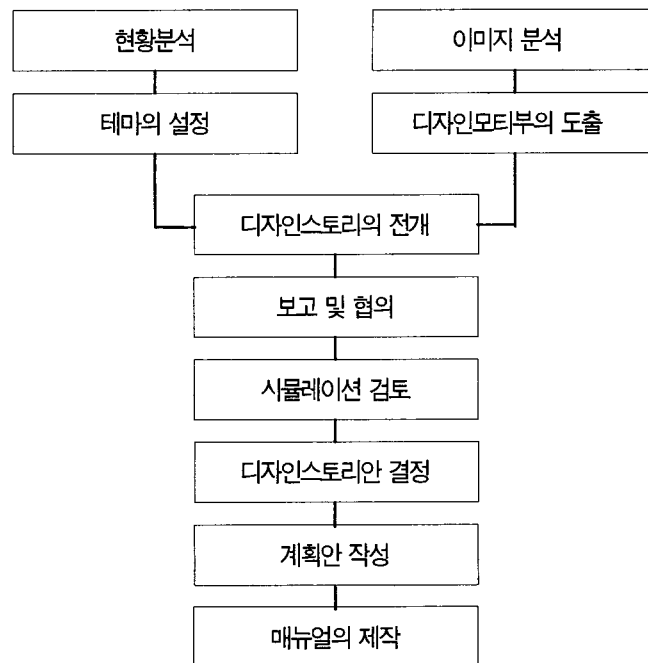 현황분석
이미지 분석
테마의 설정
디자인모티부의 도출
디자인스토리의 전개
보고 및 협의
시뮬레이션 검토
디자인스토리안 결정
계획안 작성
매뉴얼의 제작